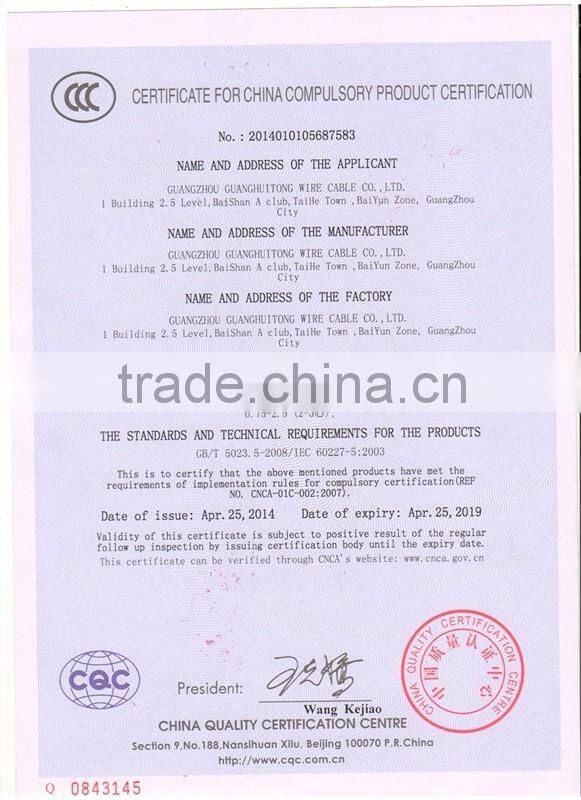 CCC
CERTIFICATE FOR CHINA COMPULSORY PRODUCT CERTIFICATION
No.: 2014010105687583
NAME AND ADDRESS OF THE APPLICANT
GUANGZHOU GUANGHUITONG WIRE CABLE CO.,LTD.
1 Building 2.5 Level,BaiShan A club,TaiHe Town ,BaiYun Zone, GuangZhou
City
NAME AND ADDRESS OF THE MANUFACTURER
GUANGZHOU GUANGHUITONG WIRE CABLE CO.,LTD.
1 Building 2.5 Level,BaiShan A club,TaiHe Town ,BaiYun Zone, GuangZhou
City
NAME AND ADDRESS OF THE FACTORY
GUANGZHOU GUANGHUITONG WIRE CABLE CO.,LTD.
1 Building 2.5 Level,BaiShan A club,TaiHe Town ,BaiYun Zone, GuangZhou
City
trade.china.cn
THE STANDARDS AND TECHNICAL REQUIREMENTS FOR THE PRODUCTS
GB/T 5023.5-2008/IEC 60227-5:2003
This is to certify that the above mentioned products have met the
requirements of implementation rules for compulsory certification(REF
NO. CNCA-01C-002:2007).
Date of issue: Apr.25,2014 Date of expiry: Apr.25,2019
Validity of this certificate is subject to positive result of the regular
follow up inspection by issuing certification body until the expiry date.
This certificate can be verified through CNCA's website: www.cnca.gov.cn
CQC
President:
Wang Kejiao
CHINA QUALITY CERTIFICATION CENTRE
中国质量认证中心
CHINA QUALITY CERTIFICATION CENTRE
Section 9,No.188,Nansihuan Xilu, Beijing 100070 P.R.China
http://www.cqc.com.cn
Q 0843145